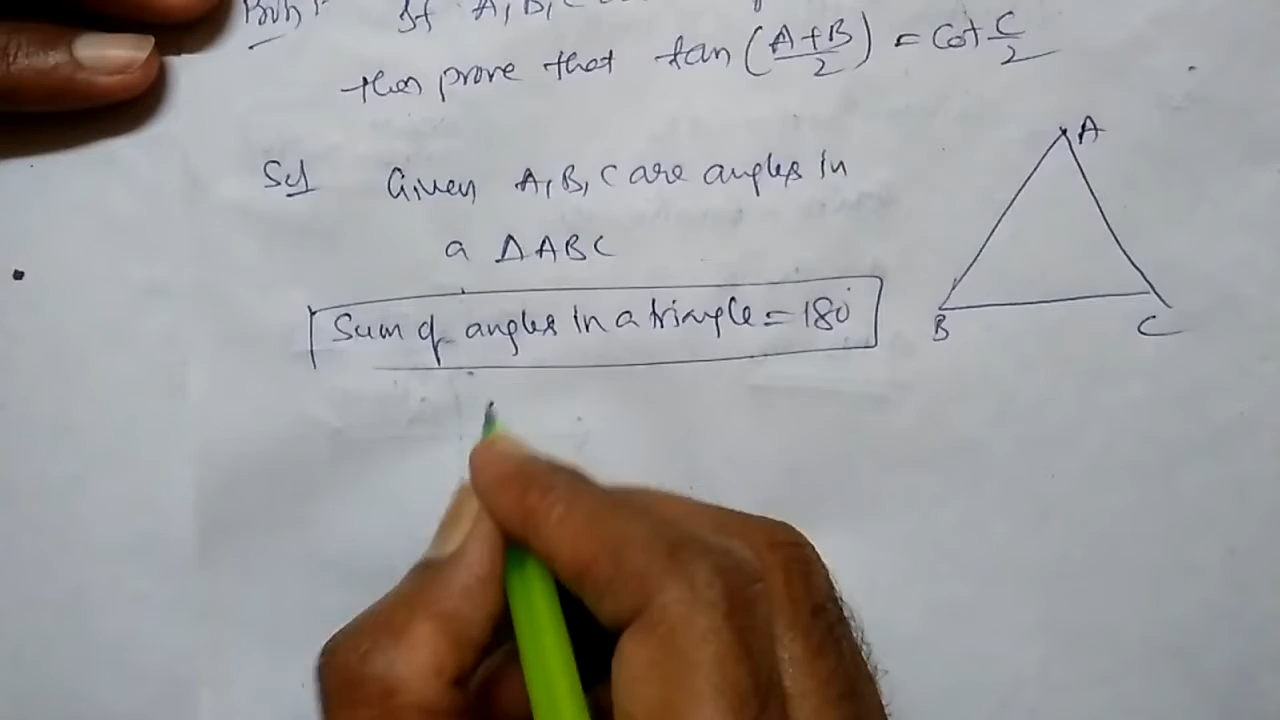 If A, B, C
then prove that tan (A+B/2) = Cot C/2
Sol Given A, B, C are angles in
a ΔABC
Sum of angles in a triangle = 180°
A
B
C